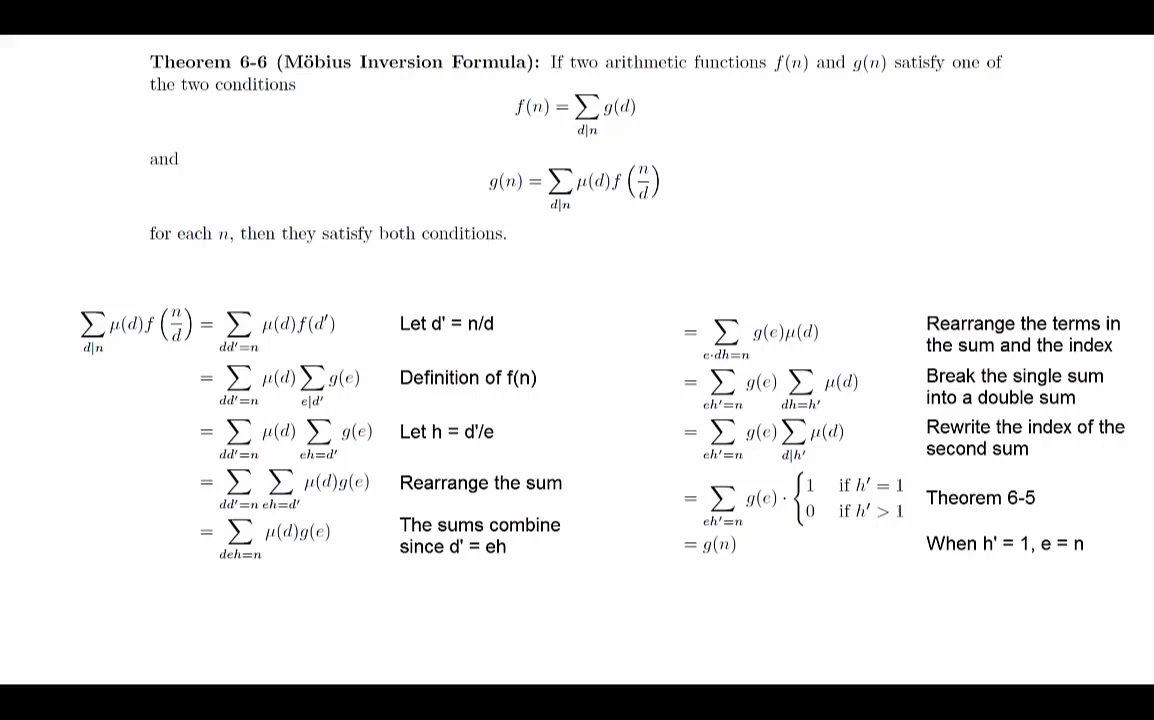 Theorem 6-6 (Möbius Inversion Formula): If two arithmetic functions f(n) and g(n) satisfy one of
the two conditions
f(n) = ∑_{d|n} g(d)
and
g(n) = ∑_{d|n} μ(d) f (n/d)
for each n, then they satisfy both conditions.
∑_{d|n} μ(d) f (n/d) = ∑_{dd′=n} μ(d) f(d′) Let d' = n/d
= ∑_{dd′=n} μ(d) ∑_{e|d′} g(e) Definition of f(n)
= ∑_{dd′=n} μ(d) ∑_{eh=d′} g(e) Let h = d'/e
= ∑_{dd′=n} ∑_{eh=d′} μ(d)g(e) Rearrange the sum
= ∑_{deh=n} μ(d)g(e) The sums combine
since d' = eh
= ∑_{e·dh=n} g(e)μ(d) Rearrange the terms in
the sum and the index
= ∑_{eh′=n} g(e) ∑_{dh=h′} μ(d) Break the single sum
into a double sum
= ∑_{eh′=n} g(e) ∑_{d|h′} μ(d) Rewrite the index of the
second sum
= ∑_{eh′=n} g(e) · { 1 if h′ = 1
0 if h′ > 1 Theorem 6-5
= g(n) When h' = 1, e = n